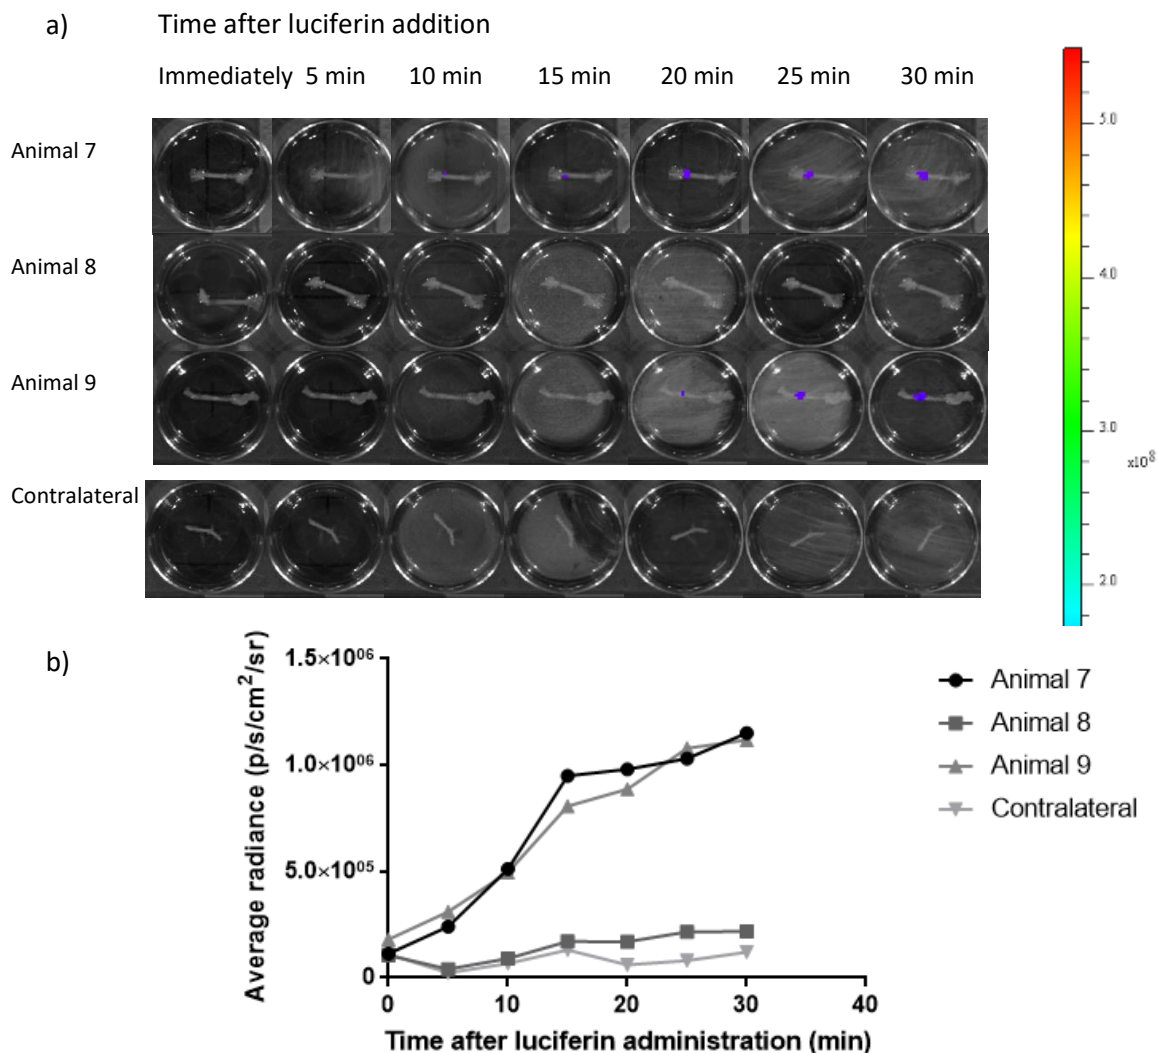 a) Time after luciferin addition
Immediately 5 min 10 min 15 min 20 min 25 min 30 min
Animal 7
Animal 8
Animal 9
Contralateral
5.0
4.0
3.0
x10⁸
2.0
b)
Average radiance (p/s/cm²/sr)
1.5×10⁰⁶
1.0×10⁰⁶
5.0×10⁰⁵
0
0 10 20 30 40
Time after luciferin administration (min)
Animal 7
Animal 8
Animal 9
Contralateral